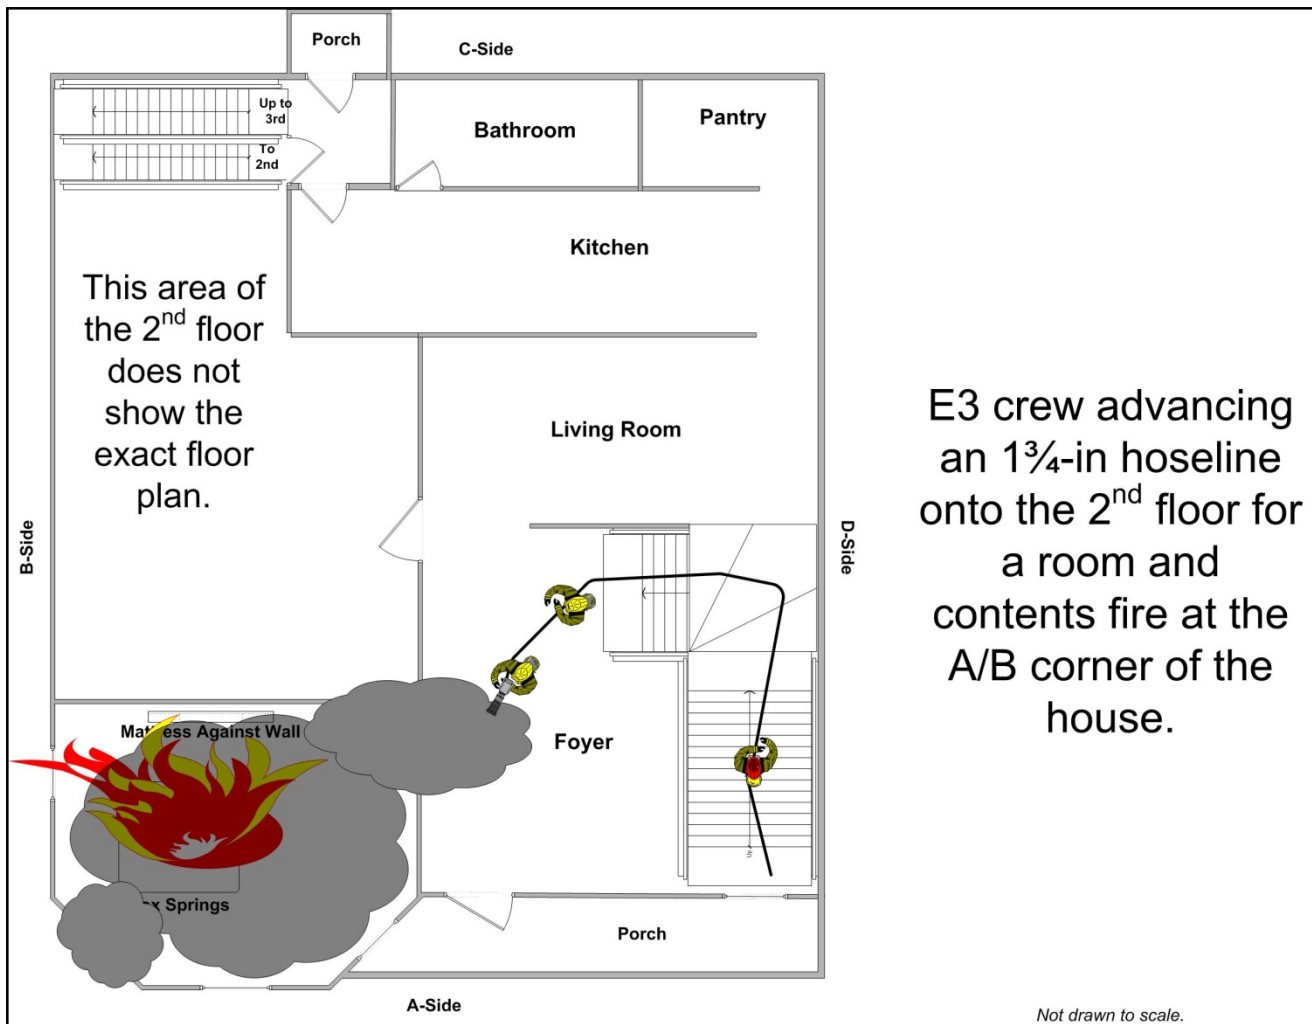 Porch
C-Side
Up to
3rd
To
2nd
Bathroom
Pantry
Kitchen
This area of
the 2nd floor
does not
show the
exact floor
plan.
Living Room
B-Side
D-Side
E3 crew advancing
an 1¾-in hoseline
onto the 2nd floor for
a room and
contents fire at the
A/B corner of the
house.
Against Wall
Foyer
Up
Springs
Porch
A-Side
Not drawn to scale.